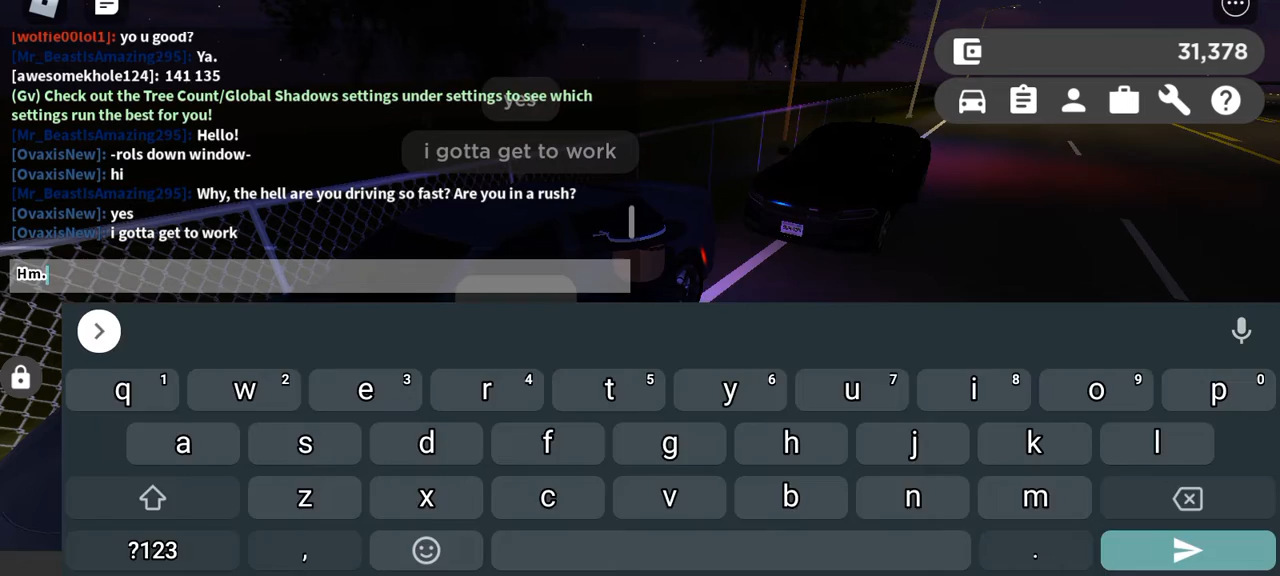 [wolfie00lol1]: yo u good?
[Mr_BeastIsAmazing295]: Ya.
[awesomekhole124]: 141 135
(Gv) Check out the Tree Count/Global Shadows settings under settings to see which
settings run the best for you!
[Mr_BeastIsAmazing295]: Hello!
[OvaxisNew]: -rols down window-
[OvaxisNew]: hi
[Mr_BeastIsAmazing295]: Why, the hell are you driving so fast? Are you in a rush?
[OvaxisNew]: yes
[OvaxisNew]: i gotta get to work
Hm.
yes
i gotta get to work
31,378
q 1 w 2 e 3 r 4 t 5 y 6 u 7 i 8 o 9 p 0
a s d f g h j k l
z x c v b n m
?123 , .